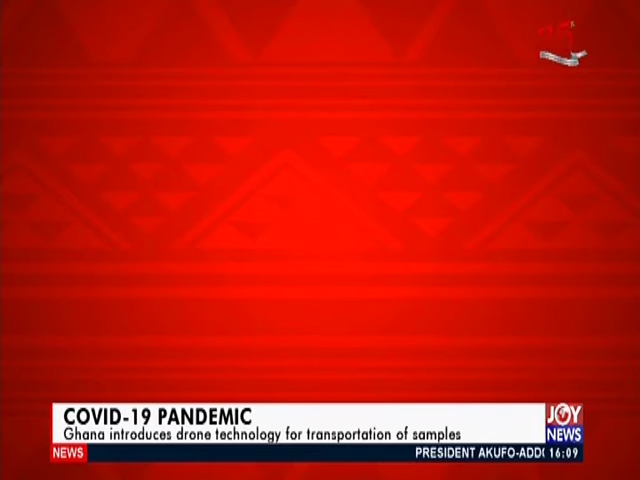 COVID-19 PANDEMIC
Ghana introduces drone technology for transportation of samples
JOY
NEWS
NEWS
PRESIDENT AKUFO-ADD
16:09